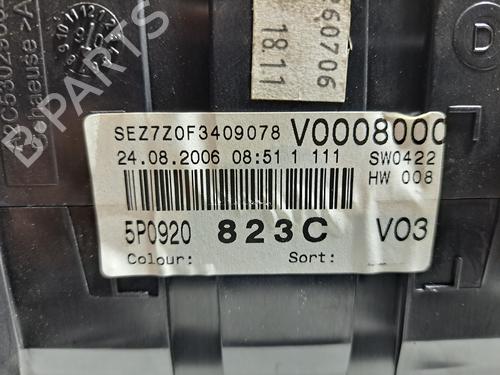 60706
1811
D
SEZ7Z0F3409078 V0008000
24.08.2006 08:51 1 111 SW0422
HW 008
5P0920 823C V03
Colour: Sort:
B-PARTS